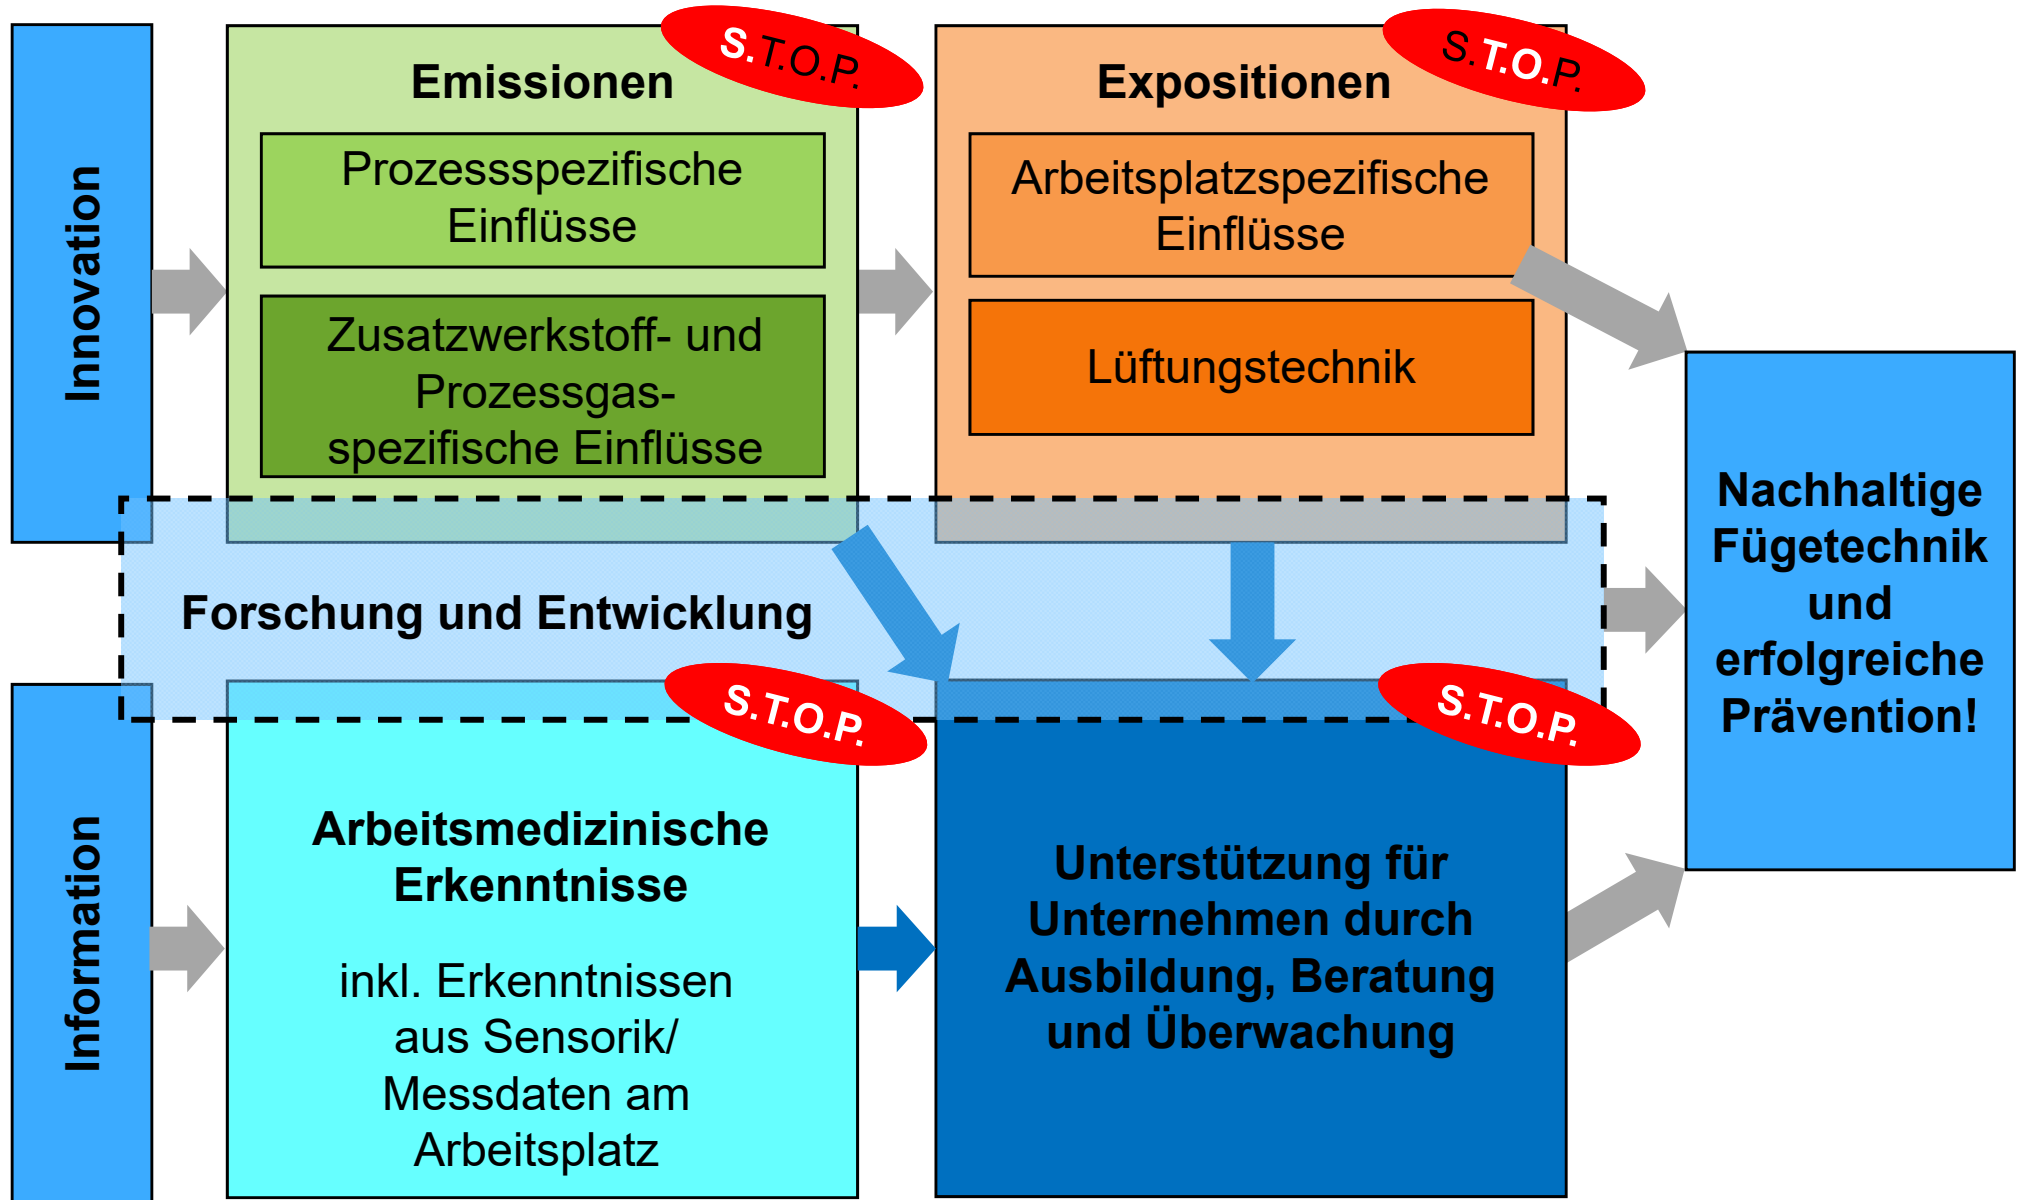 Innovation
Emissionen
S.T.O.P.
Prozessspezifische
Einflüsse
Zusatzwerkstoff- und
Prozessgas-
spezifische Einflüsse
Expositionen
S.T.O.P.
Arbeitsplatzspezifische
Einflüsse
Lüftungstechnik
Forschung und Entwicklung
Information
S.T.O.P.
Arbeitsmedizinische
Erkenntnisse
inkl. Erkenntnissen
aus Sensorik/
Messdaten am
Arbeitsplatz
S.T.O.P.
Unterstützung für
Unternehmen durch
Ausbildung, Beratung
und Überwachung
Nachhaltige
Fügetechnik
und
erfolgreiche
Prävention!